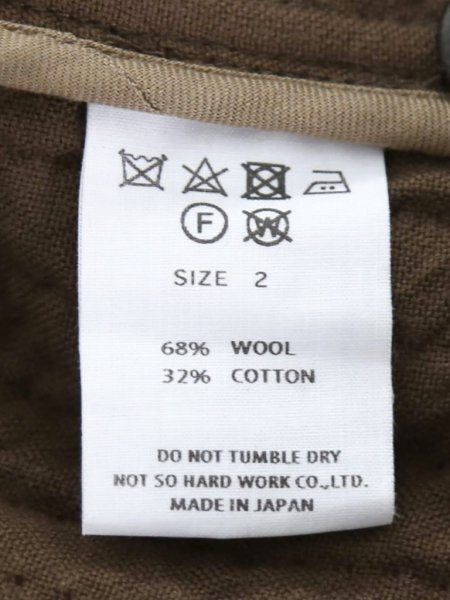 F W
SIZE 2
68% WOOL
32% COTTON
DO NOT TUMBLE DRY
NOT SO HARD WORK CO.,LTD.
MADE IN JAPAN